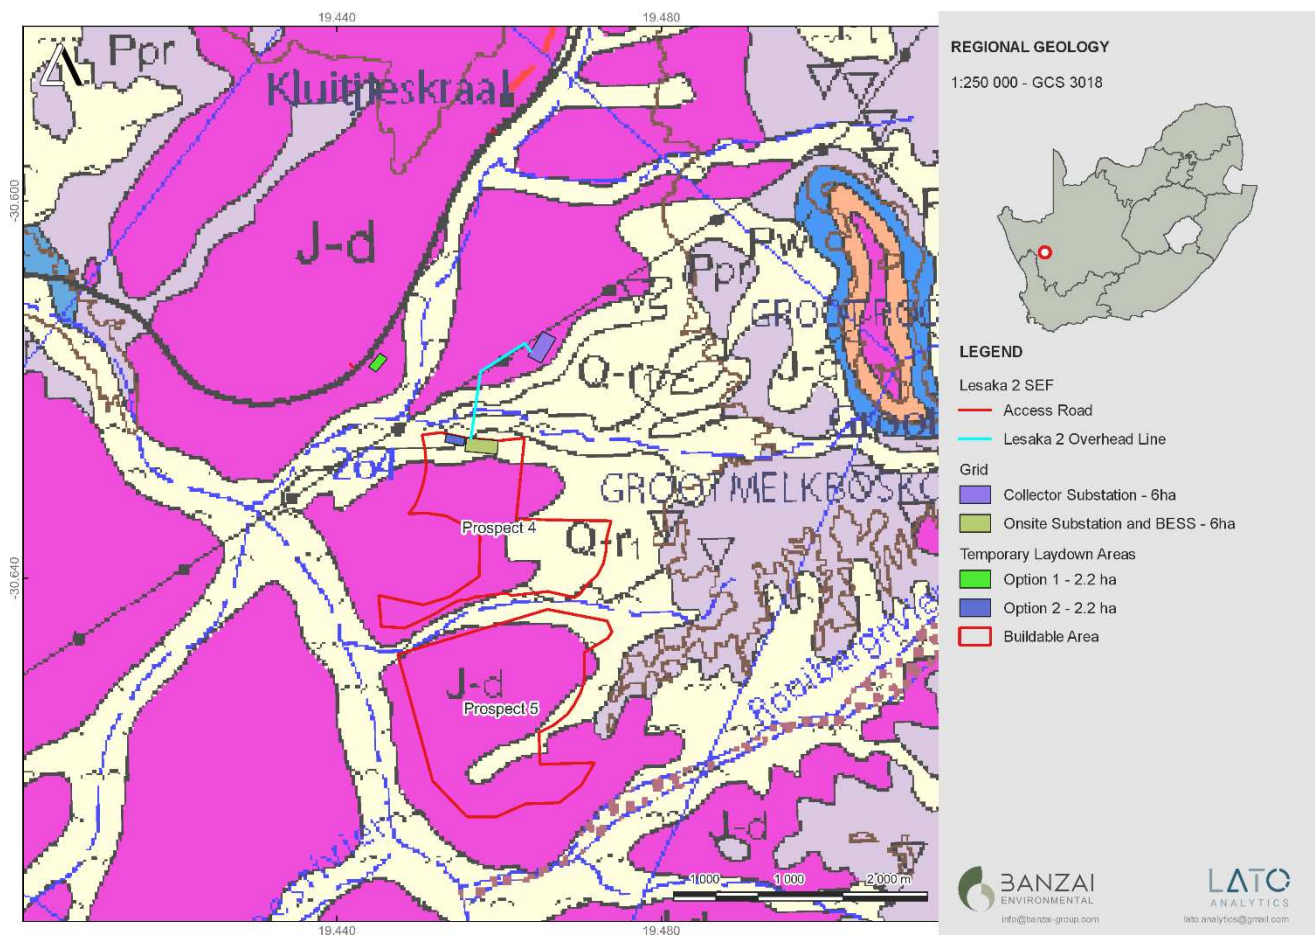 19.440
19.480
Ppr
Kluitjieskraal
-30.600
J-d
Ppr
Q-r1
264
GROOTMELKBOSKO
Prospect 4
Q-r1
-30.640
J-d
Prospect 5
J-d
1 000
1 000
2 000 m
19.440
19.480
REGIONAL GEOLOGY
1:250 000 - GCS 3018
LEGEND
Lesaka 2 SEF
Access Road
Lesaka 2 Overhead Line
Grid
Collector Substation - 6ha
Onsite Substation and BESS - 6ha
Temporary Laydown Areas
Option 1 - 2.2 ha
Option 2 - 2.2 ha
Buildable Area
BANZAI
ENVIRONMENTAL
info@banzai-group.com
LATO
ANALYTICS
lato.analytics@gmail.com